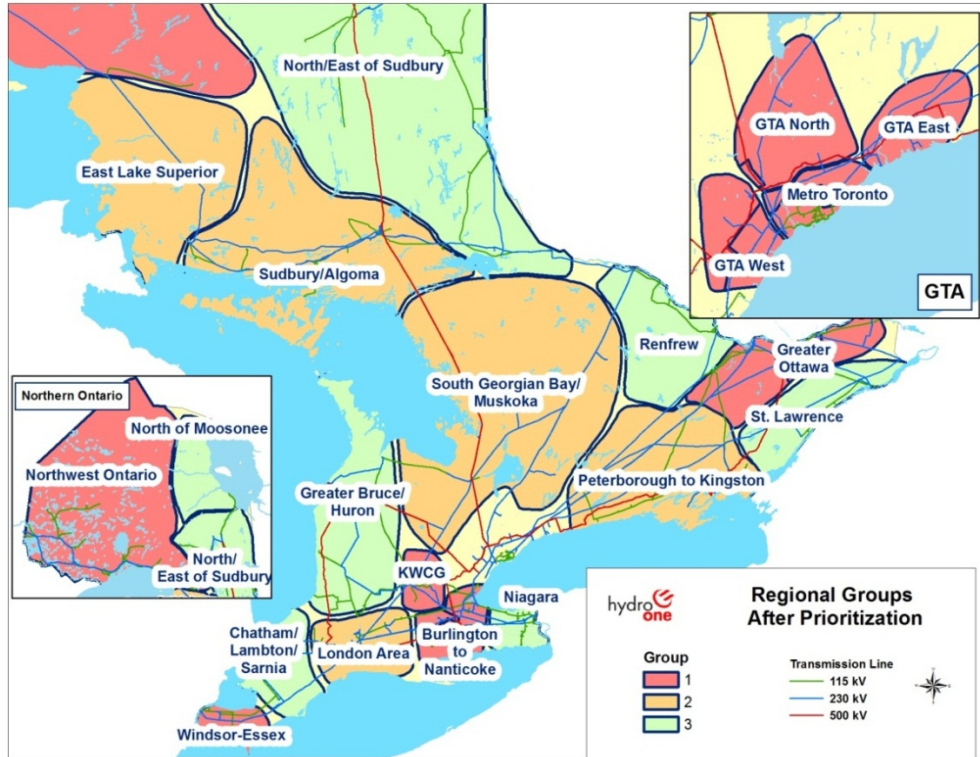 North/East of Sudbury
East Lake Superior
Sudbury/Algoma
GTA North
GTA East
Metro Toronto
GTA West
GTA
Renfrew
Greater
Ottawa
South Georgian Bay/
Muskoka
St. Lawrence
Peterborough to Kingston
Northern Ontario
North of Moosonee
Northwest Ontario
North/
East of Sudbury
Greater Bruce/
Huron
KWCG
Niagara
Chatham/
Lambton/
Sarnia
London Area
Burlington
to
Nanticoke
Windsor-Essex
hydro
one
Regional Groups
After Prioritization
Group
1
2
3
Transmission Line
115 kV
230 kV
500 kV